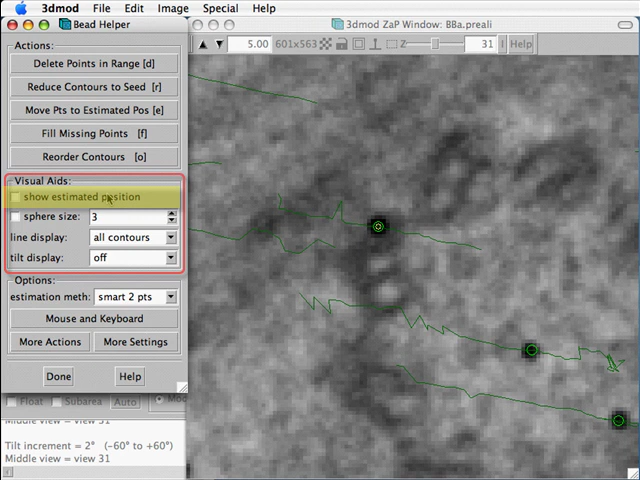 3dmod File Edit Image Special Help
Bead Helper
3dmod ZaP Window: BBa.preali
5.00 601x563 Z 31 I Help
Actions:
Delete Points in Range [d]
Reduce Contours to Seed [r]
Move Pts to Estimated Pos [e]
Fill Missing Points [f]
Reorder Contours [o]
Visual Aids:
show estimated position
sphere size: 3
line display: all contours
tilt display: off
Options:
estimation meth: smart 2 pts
Mouse and Keyboard
More Actions More Settings
Done Help
Float Subarea Auto
Middle view = view 31
Tilt increment = 2° (-60° to +60°)
Middle view = view 31